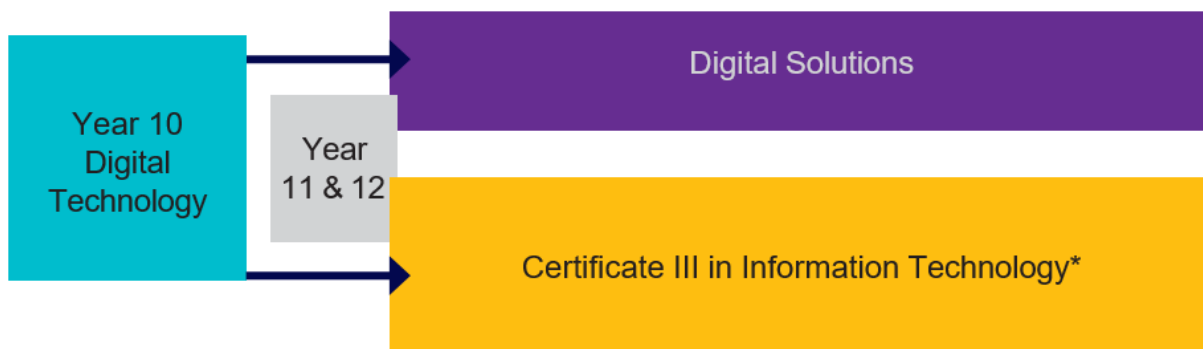 Year 10
Digital
Technology
Year
11 & 12
Digital Solutions
Certificate III in Information Technology*